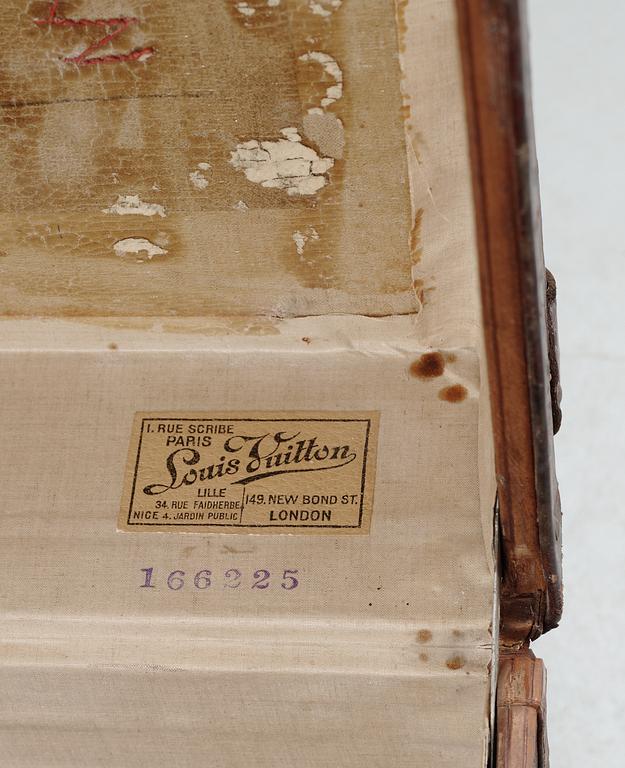 1. RUE SCRIBE
PARIS
Louis Vuitton
LILLE
34. RUE FAIDHERBE
NICE 4. JARDIN PUBLIC
149. NEW BOND ST.
LONDON
166225